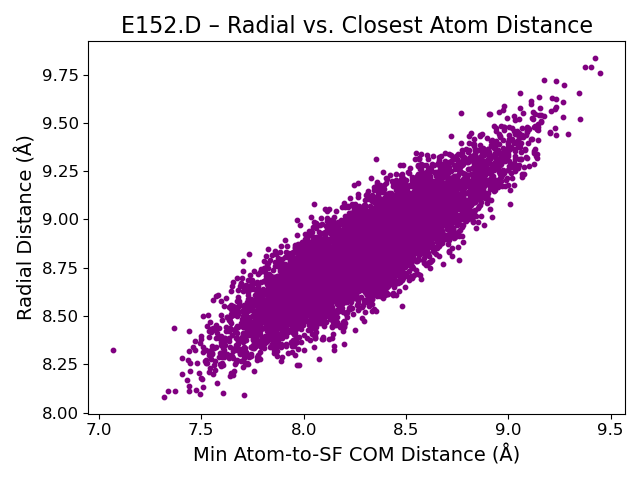 E152.D – Radial vs. Closest Atom Distance
Radial Distance (Å)
9.75
9.50
9.25
9.00
8.75
8.50
8.25
8.00
7.0 7.5 8.0 8.5 9.0 9.5
Min Atom-to-SF COM Distance (Å)